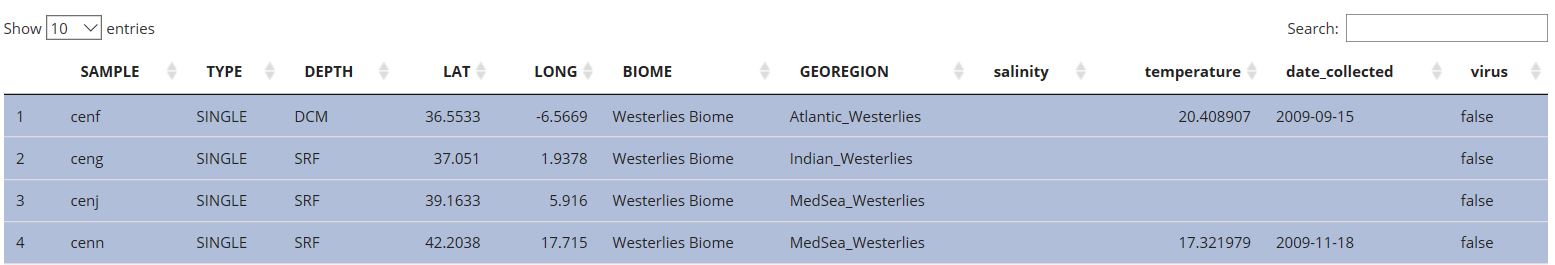 Show 10 entries Search:
SAMPLE TYPE DEPTH LAT LONG BIOME GEOREGION salinity temperature date_collected virus
1 cenf SINGLE DCM 36.5533 -6.5669 Westerlies Biome Atlantic_Westerlies 20.408907 2009-09-15 false
2 ceng SINGLE SRF 37.051 1.9378 Westerlies Biome Indian_Westerlies false
3 cenj SINGLE SRF 39.1633 5.916 Westerlies Biome MedSea_Westerlies false
4 cenn SINGLE SRF 42.2038 17.715 Westerlies Biome MedSea_Westerlies 17.321979 2009-11-18 false